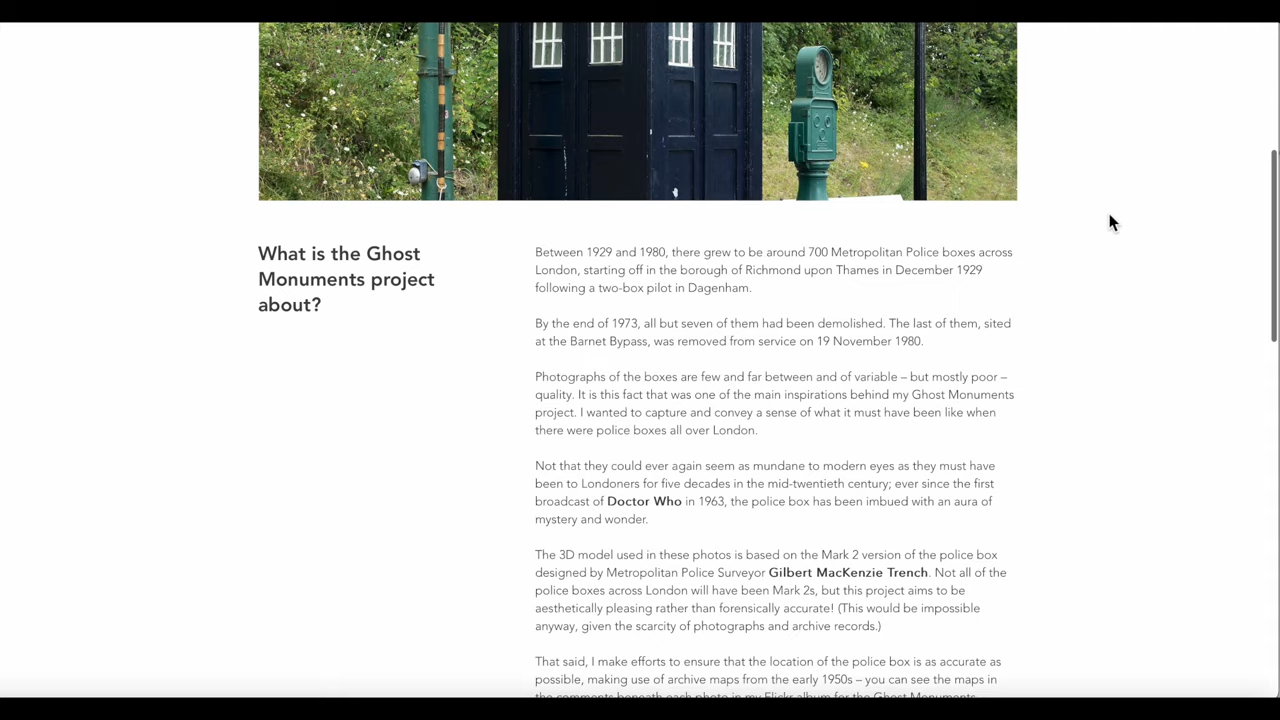 What is the Ghost
Monuments project
about?
Between 1929 and 1980, there grew to be around 700 Metropolitan Police boxes across
London, starting off in the borough of Richmond upon Thames in December 1929
following a two-box pilot in Dagenham.
By the end of 1973, all but seven of them had been demolished. The last of them, sited
at the Barnet Bypass, was removed from service on 19 November 1980.
Photographs of the boxes are few and far between and of variable – but mostly poor –
quality. It is this fact that was one of the main inspirations behind my Ghost Monuments
project. I wanted to capture and convey a sense of what it must have been like when
there were police boxes all over London.
Not that they could ever again seem as mundane to modern eyes as they must have
been to Londoners for five decades in the mid-twentieth century; ever since the first
broadcast of Doctor Who in 1963, the police box has been imbued with an aura of
mystery and wonder.
The 3D model used in these photos is based on the Mark 2 version of the police box
designed by Metropolitan Police Surveyor Gilbert MacKenzie Trench. Not all of the
police boxes across London will have been Mark 2s, but this project aims to be
aesthetically pleasing rather than forensically accurate! (This would be impossible
anyway, given the scarcity of photographs and archive records.)
That said, I make efforts to ensure that the location of the police box is as accurate as
possible, making use of archive maps from the early 1950s – you can see the maps in
the comments beneath each photo in my Flickr album for the Ghost Monuments